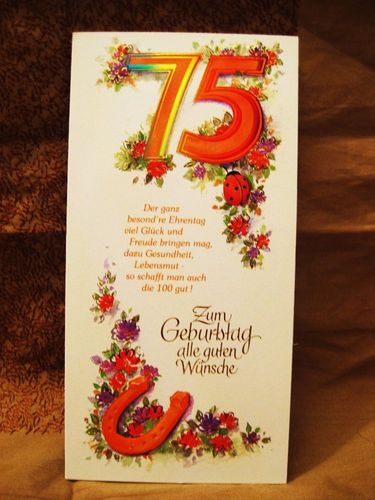 75
Der ganz
besond're Ehrentag
viel Glück und
Freude bringen mag,
dazu Gesundheit,
Lebensmut -
so schafft man auch
die 100 gut!
Zum
Geburtstag
alle guten
Wünsche